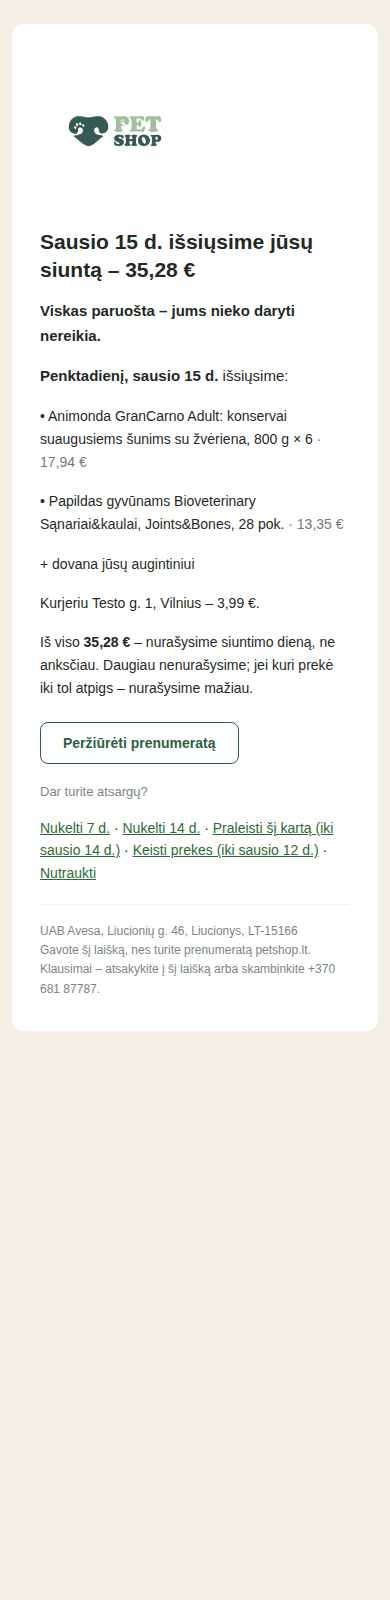 PET
SHOP
Sausio 15 d. išsiųsime jūsų
siuntą – 35,28 €
Viskas paruošta – jums nieko daryti
nereikia.
Penktadienį, sausio 15 d. išsiųsime:
• Animonda GranCarno Adult: konservai
suaugusiems šunims su žvėriena, 800 g × 6 ·
17,94 €
• Papildas gyvūnams Bioveterinary
Sąnariai&kaulai, Joints&Bones, 28 pok. · 13,35 €
+ dovana jūsų augintiniui
Kurjeriu Testo g. 1, Vilnius – 3,99 €.
Iš viso 35,28 € – nurašysime siuntimo dieną, ne
anksčiau. Daugiau nenurašysime; jei kuri prekė
iki tol atpigs – nurašysime mažiau.
Peržiūrėti prenumeratą
Dar turite atsargų?
Nukelti 7 d. · Nukelti 14 d. · Praleisti šį kartą (iki
sausio 14 d.) · Keisti prekes (iki sausio 12 d.) ·
Nutraukti
UAB Avesa, Liucionių g. 46, Liucionys, LT-15166
Gavote šį laišką, nes turite prenumeratą petshop.lt.
Klausimai – atsakykite į šį laišką arba skambinkite +370
681 87787.